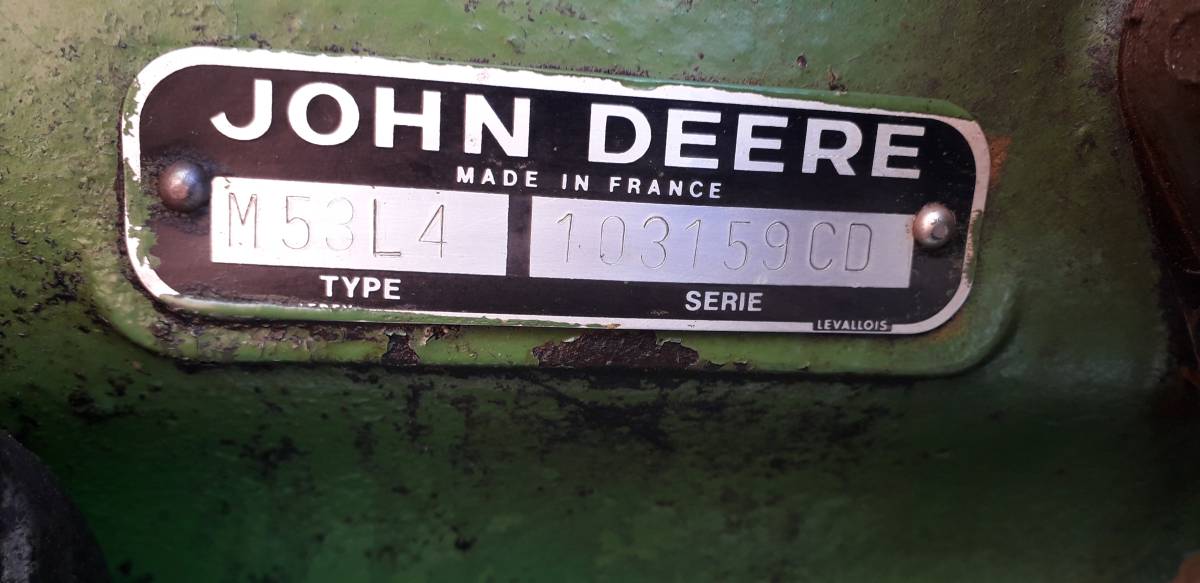 JOHN DEERE
MADE IN FRANCE
M53L4 103159CD
TYPE SERIE
LEVALLOIS